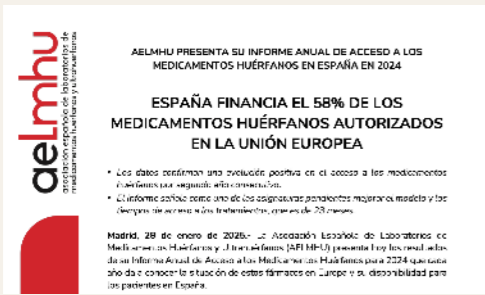 aelmhu
asociación española de laboratorios de
medicamentos huérfanos y ultrahuérfanos
AELMHU PRESENTA SU INFORME ANUAL DE ACCESO A LOS
MEDICAMENTOS HUÉRFANOS EN ESPAÑA EN 2024
ESPAÑA FINANCIA EL 58% DE LOS
MEDICAMENTOS HUÉRFANOS AUTORIZADOS
EN LA UNIÓN EUROPEA
• Los datos confirman una evolución positiva en el acceso a los medicamentos
huérfanos por segundo año consecutivo.
• El informe señala como una de las asignaturas pendientes mejorar el modelo y los
tiempos de acceso a los tratamientos, que es de 23 meses
Madrid, 28 de enero de 2025.- La Asociación Española de Laboratorios de
Medicamentos Huérfanos y Ultrahuérfanos (AELMHU) presenta hoy los resultados
de su Informe Anual de Acceso a los Medicamentos Huérfanos para 2024 que cada
año da a conocer la situación de estos fármacos en Europa y su disponibilidad para
los pacientes en España.